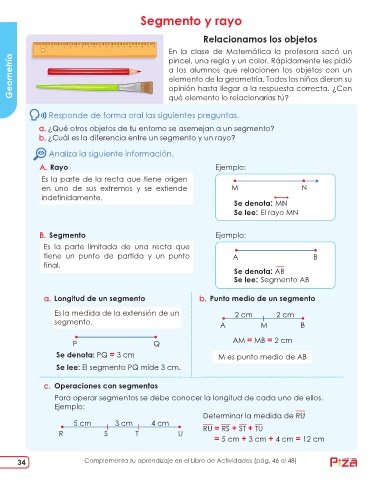 Segmento y rayo
Geometría
Relacionamos los objetos
En la clase de Matemática la profesora sacó un
pincel, una regla y un color. Rápidamente les pidió
a los alumnos que relacionen los objetos con un
elemento de la geometría. Todos los niños dieron su
opinión hasta llegar a la respuesta correcta. ¿Con
qué elemento lo relacionarías tú?
Responde de forma oral las siguientes preguntas.
a. ¿Qué otros objetos de tu entorno se asemejan a un segmento?
b. ¿Cuál es la diferencia entre un segmento y un rayo?
Analiza la siguiente información.
A. Rayo
Es la parte de la recta que tiene origen
en uno de sus extremos y se extiende
indefinidamente.
Ejemplo:
M N
Se denota: MN
Se lee: El rayo MN
B. Segmento
Es la parte limitada de una recta que
tiene un punto de partida y un punto
final.
Ejemplo:
A B
Se denota: AB
Se lee: Segmento AB
a. Longitud de un segmento
Es la medida de la extensión de un
segmento.
P Q
Se denota: PQ = 3 cm
Se lee: El segmento PQ mide 3 cm.
b. Punto medio de un segmento
2 cm 2 cm
A M B
AM = MB = 2 cm
M es punto medio de AB
c. Operaciones con segmentos
Para operar segmentos se debe conocer la longitud de cada uno de ellos.
Ejemplo:
5 cm 3 cm 4 cm
R S T U
Determinar la medida de RU
RU = RS + ST + TU
= 5 cm + 3 cm + 4 cm = 12 cm
34
Complementa tu aprendizaje en el Libro de Actividades (pág. 46 al 48)